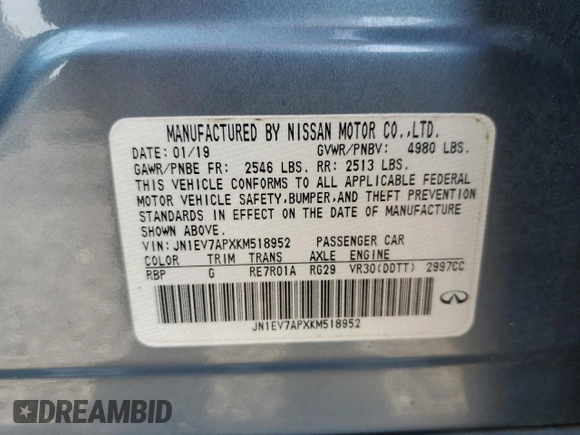 MANUFACTURED BY NISSAN MOTOR CO.,LTD.
DATE: 01/19 GVWR/PNBV: 4980 LBS.
GAWR/PNBE FR: 2546 LBS. RR: 2513 LBS.
THIS VEHICLE CONFORMS TO ALL APPLICABLE FEDERAL
MOTOR VEHICLE SAFETY,BUMPER,AND THEFT PREVENTION
STANDARDS IN EFFECT ON THE DATE OF MANUFACTURE
SHOWN ABOVE.
VIN: JN1EV7APXKM518952 PASSENGER CAR
COLOR TRIM TRANS AXLE ENGINE
RBP G RE7R01A RG29 VR30(DDTT) 2997CC
JN1EV7APXKM518952
DREAMBID